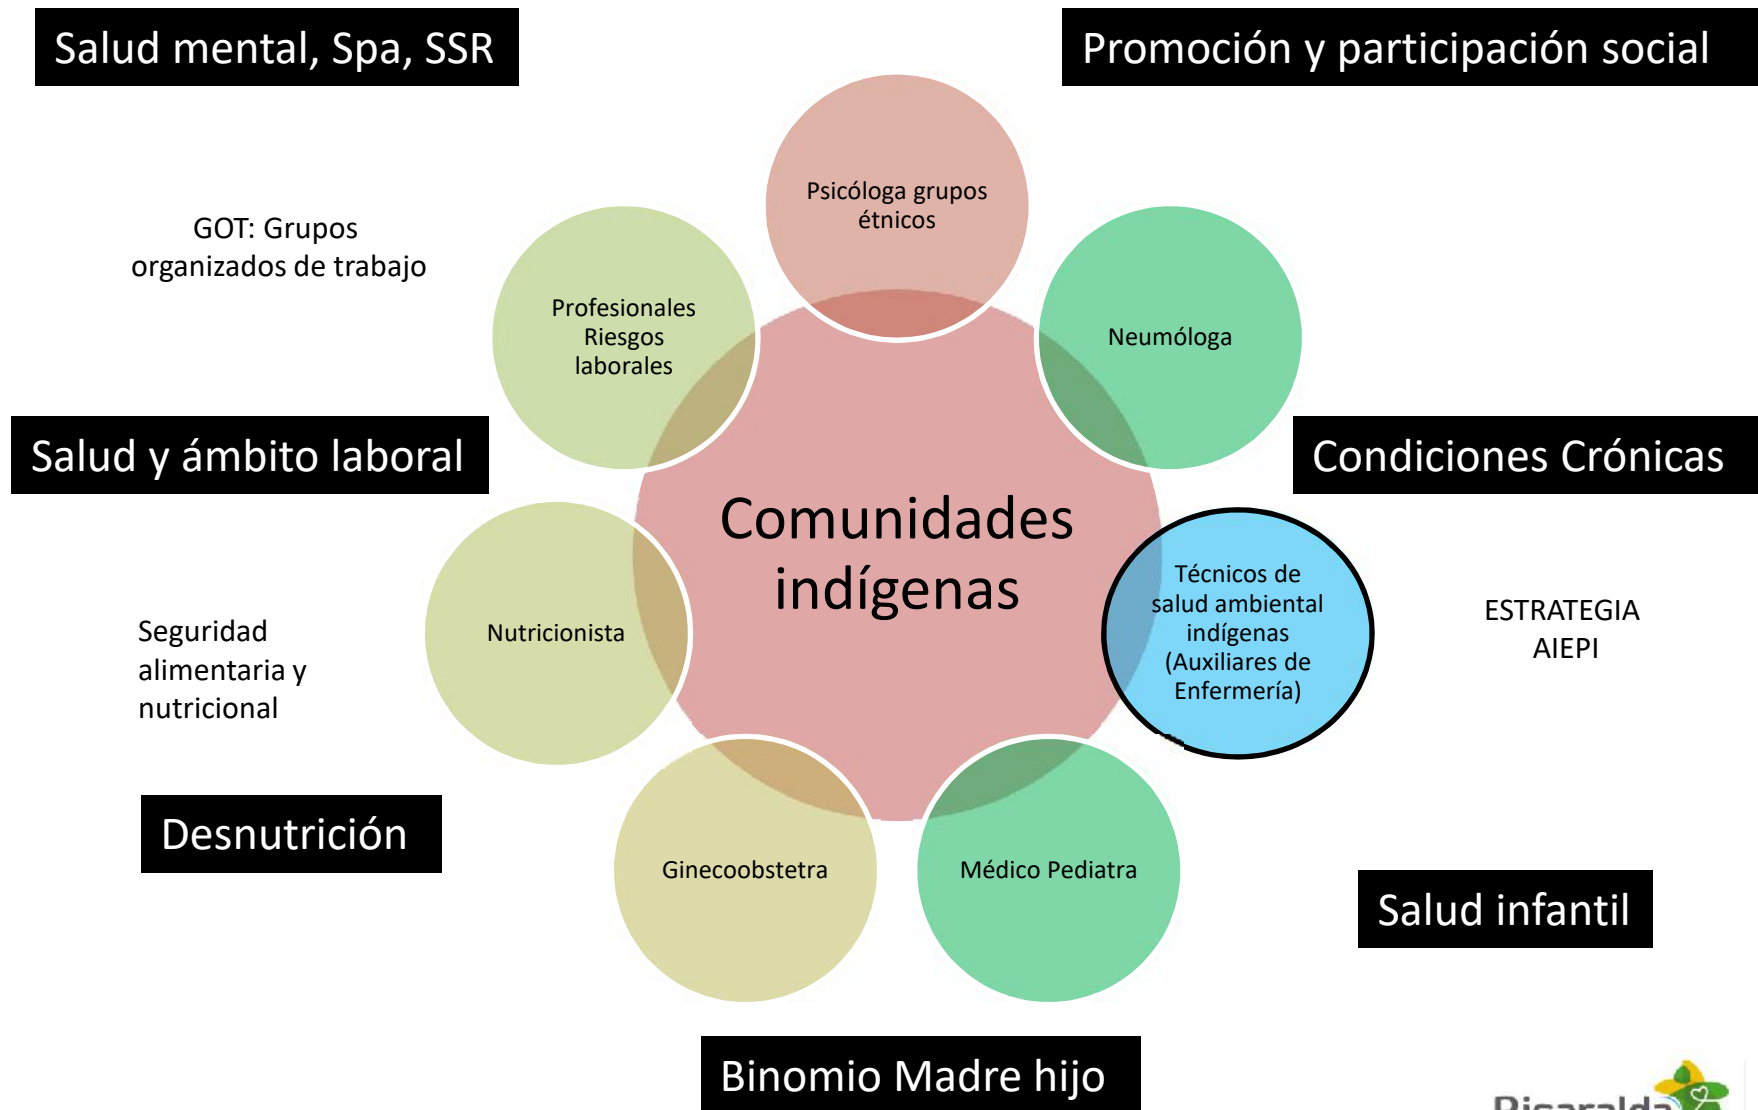 Salud mental, Spa, SSR
Promoción y participación social
Psicóloga grupos
étnicos
GOT: Grupos
organizados de trabajo
Profesionales
Riesgos
laborales
Neumóloga
Salud y ámbito laboral
Condiciones Crónicas
Comunidades
indígenas
Técnicos de
salud ambiental
indígenas
(Auxiliares de
Enfermería)
ESTRATEGIA
AIEPI
Nutricionista
Seguridad
alimentaria y
nutricional
Desnutrición
Ginecoobstetra
Médico Pediatra
Salud infantil
Binomio Madre hijo
Risaralda